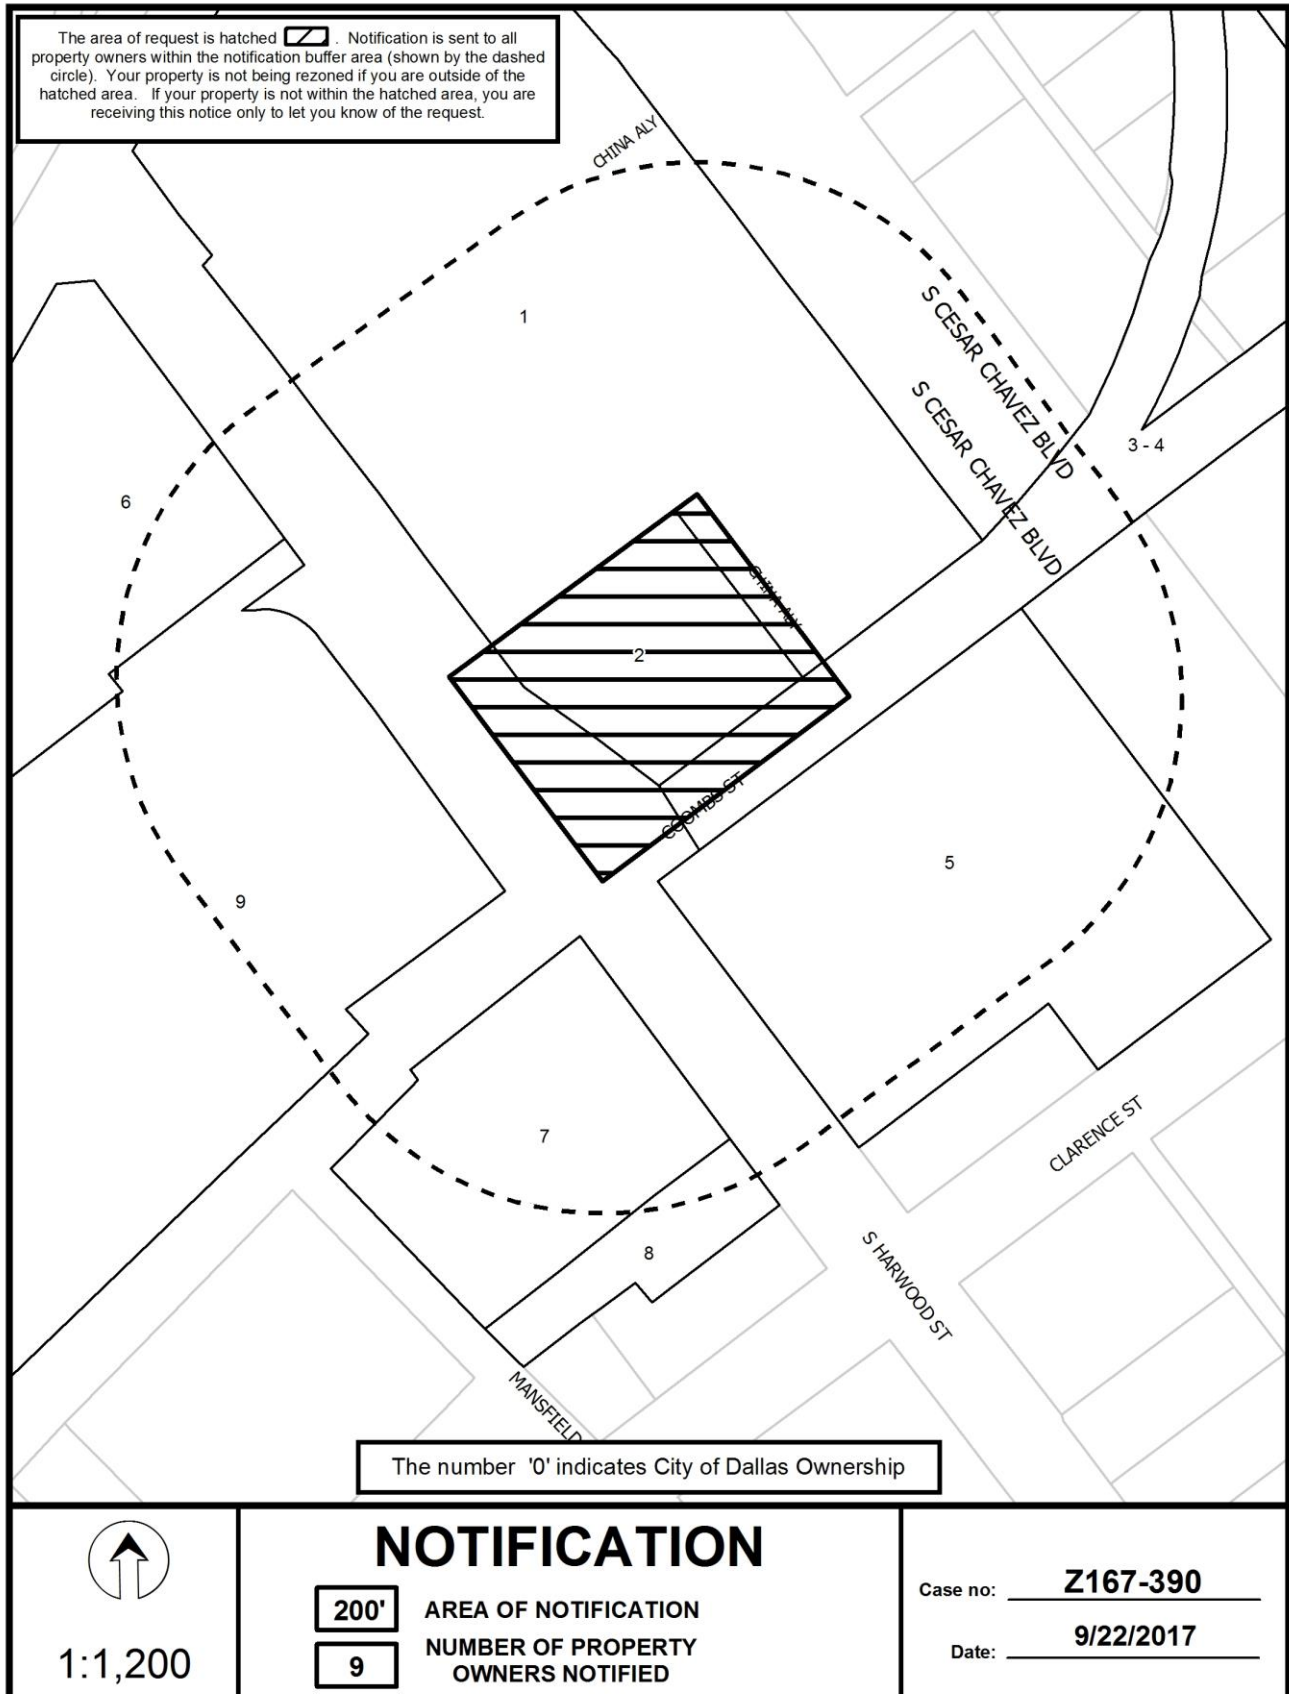 The area of request is hatched . Notification is sent to all
property owners within the notification buffer area (shown by the dashed
circle). Your property is not being rezoned if you are outside of the
hatched area. If your property is not within the hatched area, you are
receiving this notice only to let you know of the request.
CHINA ALY
1
S CESAR CHAVEZ BLVD
S CESAR CHAVEZ BLVD
3 - 4
6
CHINA ALY
2
COOMBS ST
5
9
7
CLARENCE ST
8
S HARWOOD ST
MANSFIELD
The number '0' indicates City of Dallas Ownership
1:1,200
NOTIFICATION
200' AREA OF NOTIFICATION
9 NUMBER OF PROPERTY
OWNERS NOTIFIED
Case no: Z167-390
Date: 9/22/2017